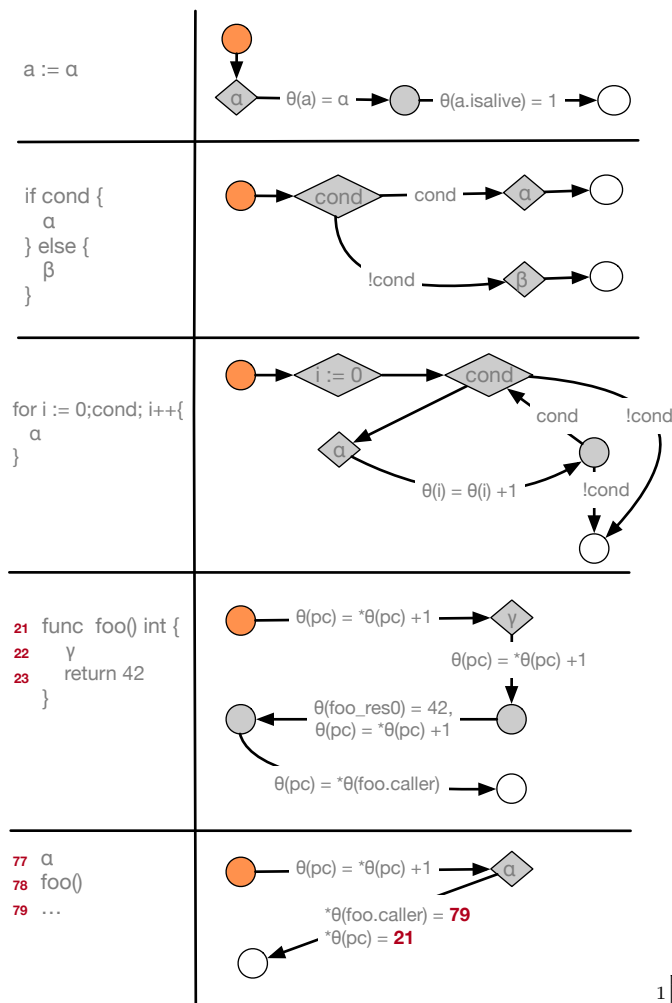 a := α
α
θ(a) = α
θ(a.isalive) = 1
if cond {
α
} else {
β
}
cond
cond
α
!cond
β
for i := 0;cond; i++{
α
}
i := 0
cond
cond
!cond
α
θ(i) = θ(i) +1
!cond
21 func foo() int {
22 γ
23 return 42
}
θ(pc) = *θ(pc) +1
γ
θ(pc) = *θ(pc) +1
θ(foo_res0) = 42,
θ(pc) = *θ(pc) +1
θ(pc) = *θ(foo.caller)
77 α
78 foo()
79 ...
θ(pc) = *θ(pc) +1
α
*θ(foo.caller) = 79
*θ(pc) = 21
1